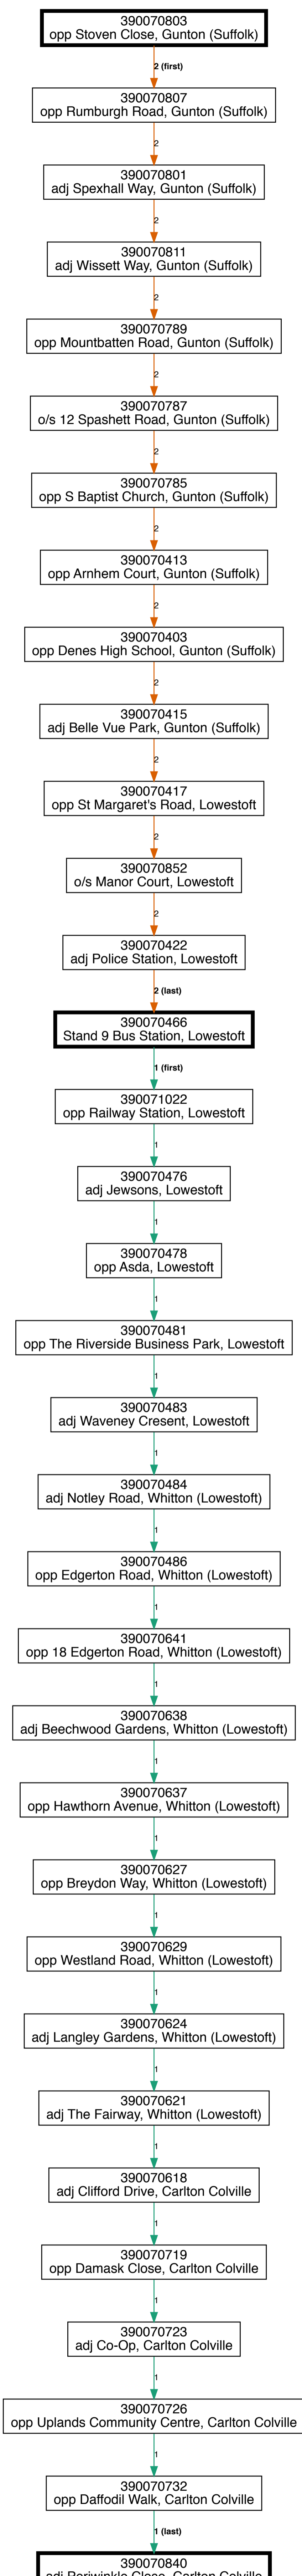 390070803
opp Stoven Close, Gunton (Suffolk)
2 (first)
390070807
opp Rumburgh Road, Gunton (Suffolk)
2
390070801
adj Spexhall Way, Gunton (Suffolk)
2
390070811
adj Wissett Way, Gunton (Suffolk)
2
390070789
opp Mountbatten Road, Gunton (Suffolk)
2
390070787
o/s 12 Spashett Road, Gunton (Suffolk)
2
390070785
opp S Baptist Church, Gunton (Suffolk)
2
390070413
opp Arnhem Court, Gunton (Suffolk)
2
390070403
opp Denes High School, Gunton (Suffolk)
2
390070415
adj Belle Vue Park, Gunton (Suffolk)
2
390070417
opp St Margaret's Road, Lowestoft
2
390070852
o/s Manor Court, Lowestoft
2
390070422
adj Police Station, Lowestoft
2 (last)
390070466
Stand 9 Bus Station, Lowestoft
1 (first)
390071022
opp Railway Station, Lowestoft
1
390070476
adj Jewsons, Lowestoft
1
390070478
opp Asda, Lowestoft
1
390070481
opp The Riverside Business Park, Lowestoft
1
390070483
adj Waveney Cresent, Lowestoft
1
390070484
adj Notley Road, Whitton (Lowestoft)
1
390070486
opp Edgerton Road, Whitton (Lowestoft)
1
390070641
opp 18 Edgerton Road, Whitton (Lowestoft)
1
390070638
adj Beechwood Gardens, Whitton (Lowestoft)
1
390070637
opp Hawthorn Avenue, Whitton (Lowestoft)
1
390070627
opp Breydon Way, Whitton (Lowestoft)
1
390070629
opp Westland Road, Whitton (Lowestoft)
1
390070624
adj Langley Gardens, Whitton (Lowestoft)
1
390070621
adj The Fairway, Whitton (Lowestoft)
1
390070618
adj Clifford Drive, Carlton Colville
1
390070719
opp Damask Close, Carlton Colville
1
390070723
adj Co-Op, Carlton Colville
1
390070726
opp Uplands Community Centre, Carlton Colville
1
390070732
opp Daffodil Walk, Carlton Colville
1 (last)
390070840
adj Periwinkle Close, Carlton Colville